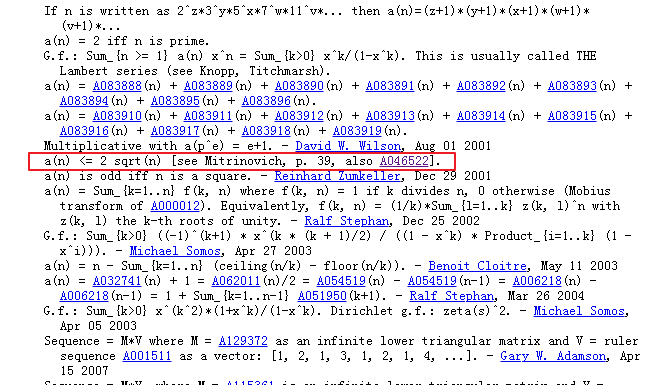 If n is written as 2^z*3^y*5^x*7^w*11^v*... then a(n)=(z+1)*(y+1)*(x+1)*(w+1)*
(v+1)*...
a(n) = 2 iff n is prime.
G.f.: Sum_{n >= 1} a(n) x^n = Sum_{k>0} x^k/(1-x^k). This is usually called THE
Lambert series (see Knopp, Titchmarsh).
a(n) = A083888(n) + A083889(n) + A083890(n) + A083891(n) + A083892(n) + A083893(n) +
A083894(n) + A083895(n) + A083896(n).
a(n) = A083910(n) + A083911(n) + A083912(n) + A083913(n) + A083914(n) + A083915(n) +
A083916(n) + A083917(n) + A083918(n) + A083919(n).
Multiplicative with a(p^e) = e+1. - David W. Wilson, Aug 01 2001
a(n) <= 2 sqrt(n) [see Mitrinovich, p. 39, also A046522].
a(n) is odd iff n is a square. - Reinhard Zumkeller, Dec 29 2001
a(n) = Sum_{k=1..n} f(k, n) where f(k, n) = 1 if k divides n, 0 otherwise (Mobius
transform of A000012). Equivalently, f(k, n) = (1/k)*Sum_{l=1..k} z(k, l)^n with
z(k, l) the k-th roots of unity. - Ralf Stephan, Dec 25 2002
G.f.: Sum_{k>0} ((-1)^(k+1) * x^(k * (k + 1)/2) / ((1 - x^k) * Product_{i=1..k} (1 -
x^i))). - Michael Somos, Apr 27 2003
a(n) = n - Sum_{k=1..n} (ceiling(n/k) - floor(n/k)). - Benoit Cloitre, May 11 2003
a(n) = A032741(n) + 1 = A062011(n)/2 = A054519(n) - A054519(n-1) = A006218(n) -
A006218(n-1) = 1 + Sum_{k=1..n-1} A051950(k+1). - Ralf Stephan, Mar 26 2004
G.f.: Sum_{k>0} x^(k^2)*(1+x^k)/(1-x^k). Dirichlet g.f.: zeta(s)^2. - Michael Somos,
Apr 05 2003
Sequence = M*V where M = A129372 as an infinite lower triangular matrix and V = ruler
sequence A001511 as a vector: [1, 2, 1, 3, 1, 2, 1, 4, ...]. - Gary W. Adamson, Apr
15 2007
Sequence = M*V where M = A115361 is an infinite lower triangular matrix and V =